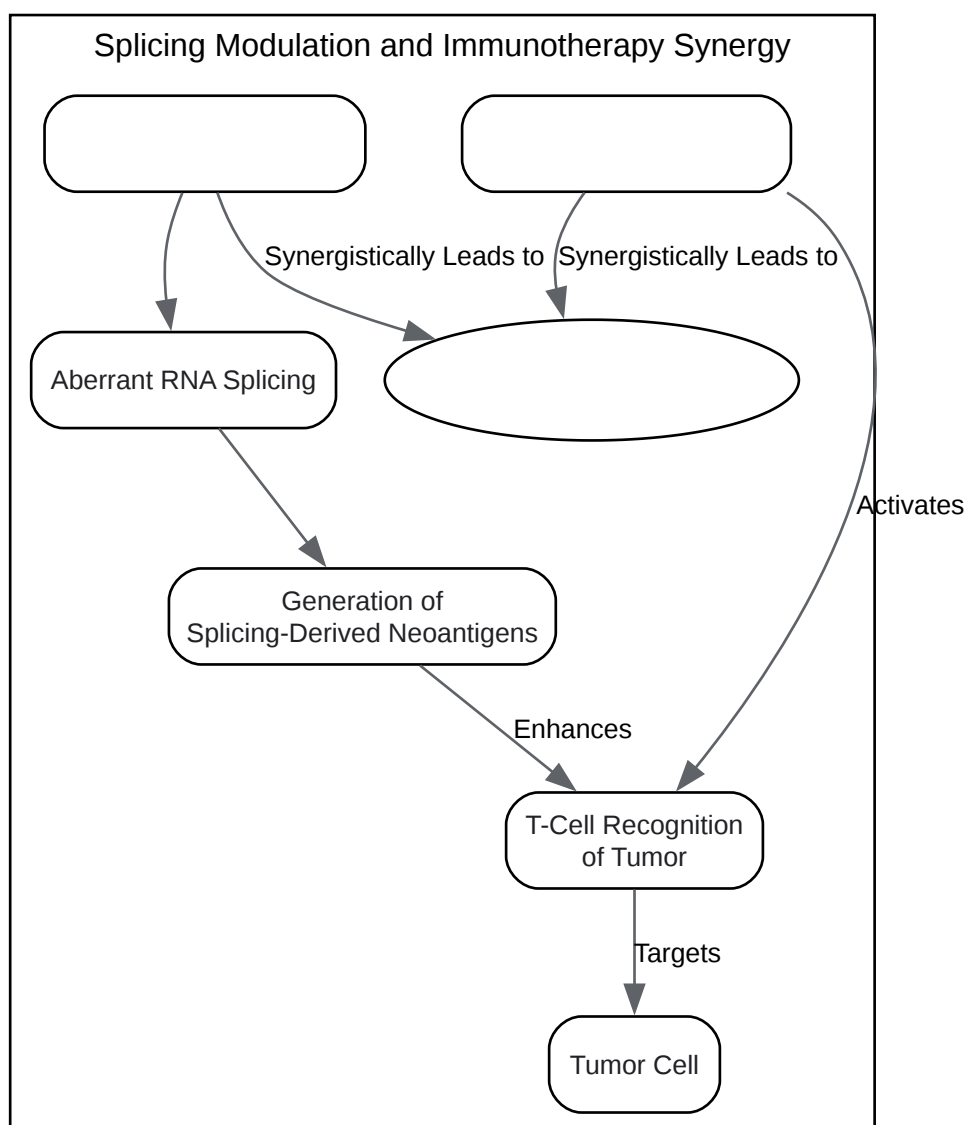 Splicing Modulation and Immunotherapy Synergy
Synergistically Leads to
Synergistically Leads to
Aberrant RNA Splicing
Activates
Generation of
Splicing-Derived Neoantigens
Enhances
T-Cell Recognition
of Tumor
Targets
Tumor Cell